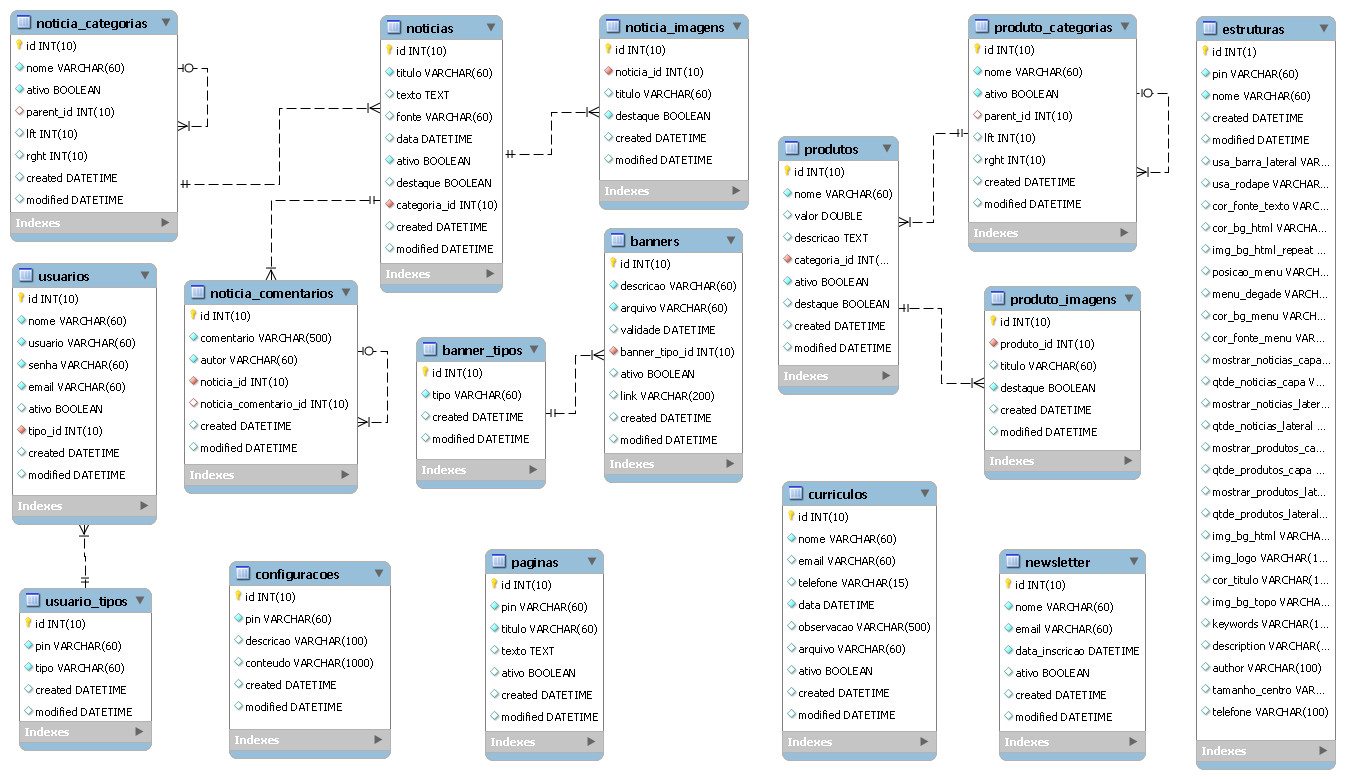 noticia_categorias
id INT(10)
nome VARCHAR(60)
ativo BOOLEAN
parent_id INT(10)
lft INT(10)
rght INT(10)
created DATETIME
modified DATETIME
Indexes
noticias
id INT(10)
titulo VARCHAR(60)
texto TEXT
fonte VARCHAR(60)
data DATETIME
ativo BOOLEAN
destaque BOOLEAN
categoria_id INT(10)
created DATETIME
modified DATETIME
Indexes
noticia_imagens
id INT(10)
noticia_id INT(10)
titulo VARCHAR(60)
destaque BOOLEAN
created DATETIME
modified DATETIME
Indexes
produto_categorias
id INT(10)
nome VARCHAR(60)
ativo BOOLEAN
parent_id INT(10)
lft INT(10)
rght INT(10)
created DATETIME
modified DATETIME
Indexes
estruturas
id INT(1)
pin VARCHAR(60)
nome VARCHAR(60)
created DATETIME
modified DATETIME
usa_barra_lateral VAR...
usa_rodape VARCHAR...
cor_fonte_texto VARC...
cor_bg_html VARCHA...
img_bg_html_repeat ...
posicao_menu VARCH...
menu_degade VARCH...
cor_bg_menu VARCH...
cor_fonte_menu VAR...
mostrar_noticias_capa...
qtde_noticias_capa V...
mostrar_noticias_later...
qtde_noticias_lateral ...
mostrar_produtos_ca...
qtde_produtos_capa ...
mostrar_produtos_lat...
qtde_produtos_lateral...
img_bg_html VARCHA...
img_logo VARCHAR(1...
cor_titulo VARCHAR(1...
img_bg_topo VARCHA...
keywords VARCHAR(1...
description VARCHAR(...
author VARCHAR(100)
tamanho_centro VAR...
telefone VARCHAR(100)
Indexes
produtos
id INT(10)
nome VARCHAR(60)
valor DOUBLE
descricao TEXT
categoria_id INT(...
ativo BOOLEAN
destaque BOOLEAN
created DATETIME
modified DATETIME
Indexes
usuarios
id INT(10)
nome VARCHAR(60)
usuario VARCHAR(60)
senha VARCHAR(60)
email VARCHAR(60)
ativo BOOLEAN
tipo_id INT(10)
created DATETIME
modified DATETIME
Indexes
noticia_comentarios
id INT(10)
comentario VARCHAR(500)
autor VARCHAR(60)
noticia_id INT(10)
noticia_comentario_id INT(10)
created DATETIME
modified DATETIME
Indexes
banner_tipos
id INT(10)
tipo VARCHAR(60)
created DATETIME
modified DATETIME
Indexes
banners
id INT(10)
descricao VARCHAR(60)
arquivo VARCHAR(60)
validade DATETIME
banner_tipo_id INT(10)
ativo BOOLEAN
link VARCHAR(200)
created DATETIME
modified DATETIME
Indexes
produto_imagens
id INT(10)
produto_id INT(10)
titulo VARCHAR(60)
destaque BOOLEAN
created DATETIME
modified DATETIME
Indexes
usuario_tipos
id INT(10)
pin VARCHAR(60)
tipo VARCHAR(60)
created DATETIME
modified DATETIME
Indexes
configuracoes
id INT(10)
pin VARCHAR(60)
descricao VARCHAR(100)
conteudo VARCHAR(1000)
created DATETIME
modified DATETIME
Indexes
paginas
id INT(10)
pin VARCHAR(60)
titulo VARCHAR(60)
texto TEXT
ativo BOOLEAN
created DATETIME
modified DATETIME
Indexes
curriculos
id INT(10)
nome VARCHAR(60)
email VARCHAR(60)
telefone VARCHAR(15)
data DATETIME
observacao VARCHAR(500)
arquivo VARCHAR(60)
ativo BOOLEAN
created DATETIME
modified DATETIME
Indexes
newsletter
id INT(10)
nome VARCHAR(60)
email VARCHAR(60)
data_inscricao DATETIME
ativo BOOLEAN
created DATETIME
modified DATETIME
Indexes